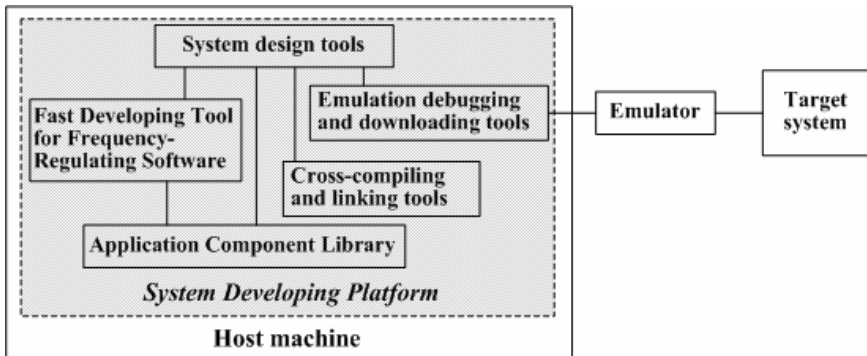 System design tools
Fast Developing Tool
for Frequency-
Regulating Software
Emulation debugging
and downloading tools
Emulator
Target
system
Cross-compiling
and linking tools
Application Component Library
System Developing Platform
Host machine